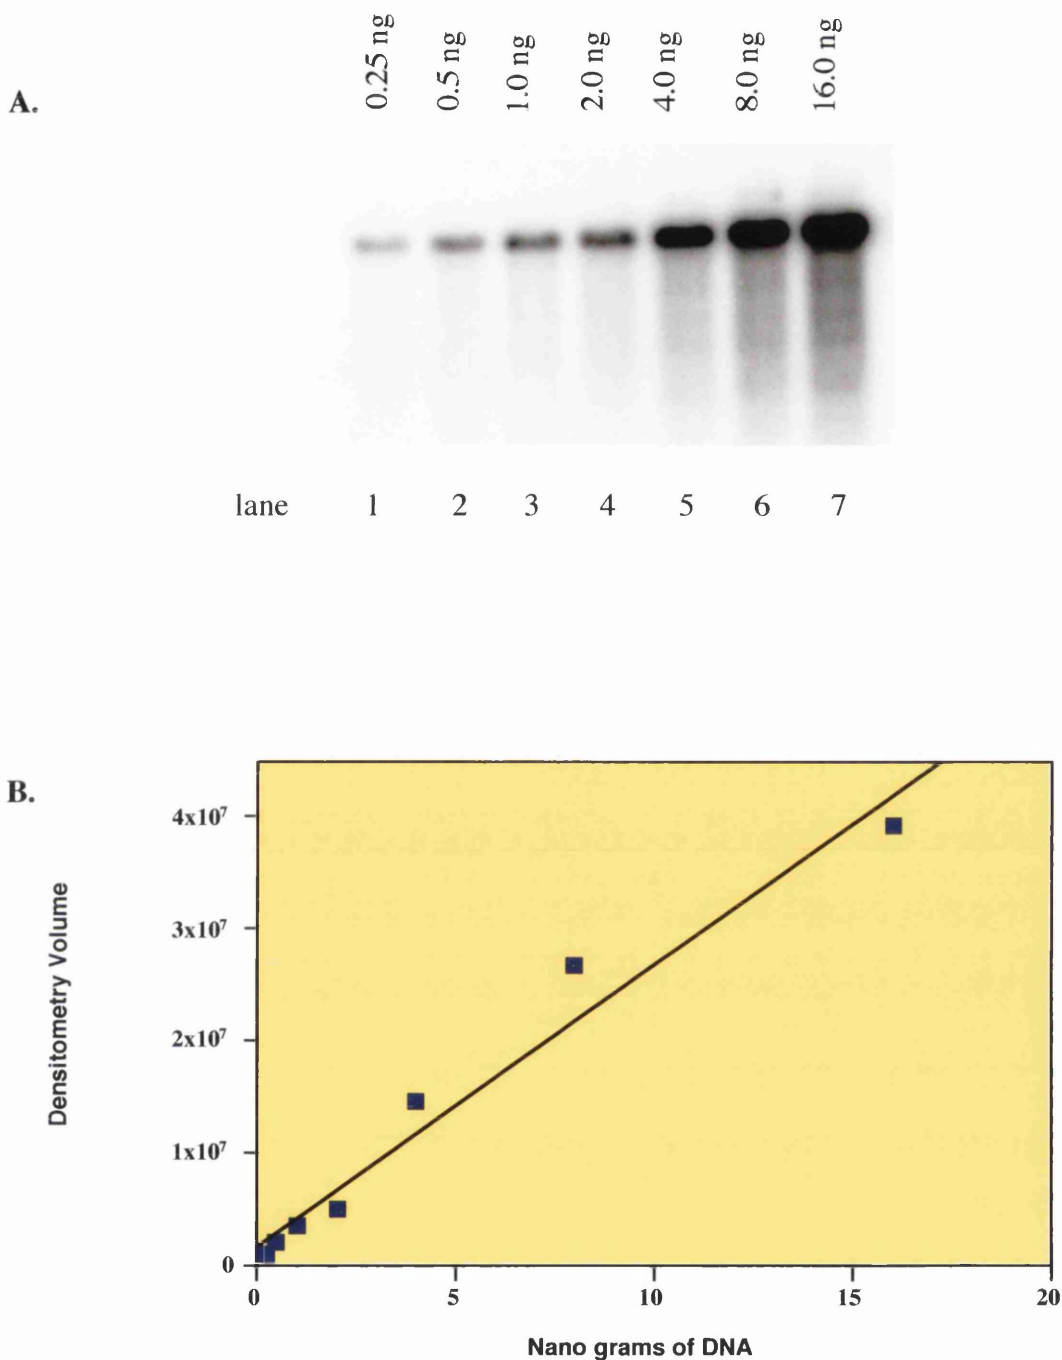 A.
0.25 ng 0.5 ng 1.0 ng 2.0 ng 4.0 ng 8.0 ng 16.0 ng
lane 1 2 3 4 5 6 7
B.
Densitometry Volume
4x10⁷
3x10⁷
2x10⁷
1x10⁷
0
0 5 10 15 20
Nano grams of DNA